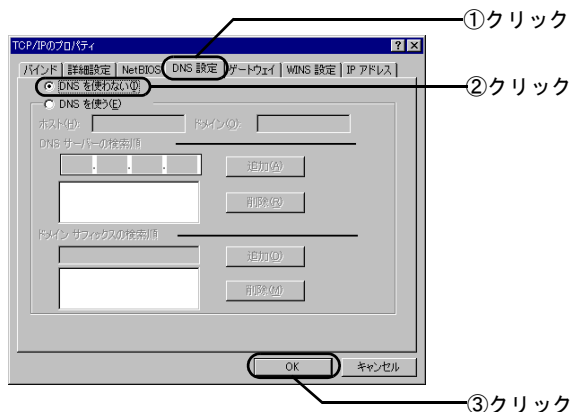 ①クリック
TCP/IPのプロパティ
バインド 詳細設定 NetBIOS DNS 設定 ゲートウェイ WINS 設定 IP アドレス
DNS を使わない(I)
②クリック
DNS を使う(E)
ホスト(H): ドメイン(O):
DNS サーバーの検索順
追加(A)
削除(R)
ドメイン サフィックスの検索順
追加(D)
削除(M)
OK キャンセル
③クリック